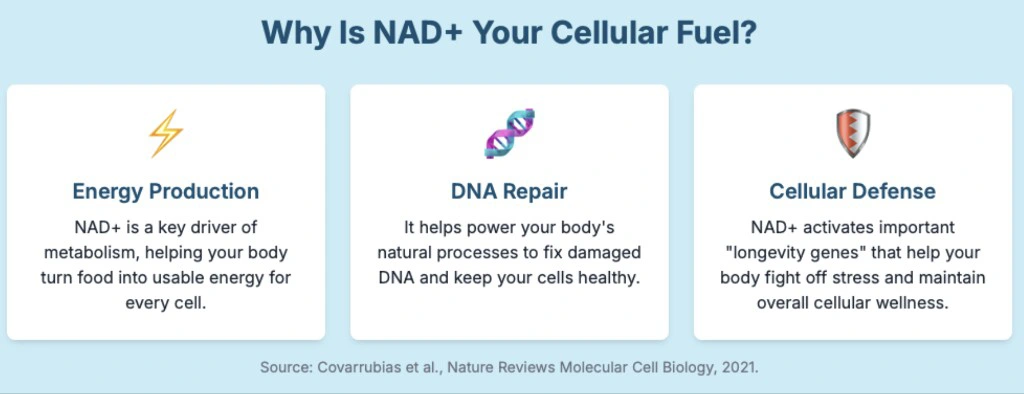 Why Is NAD+ Your Cellular Fuel?
Energy Production
NAD+ is a key driver of
metabolism, helping your body
turn food into usable energy for
every cell.
DNA Repair
It helps power your body's
natural processes to fix damaged
DNA and keep your cells healthy.
Cellular Defense
NAD+ activates important
"longevity genes" that help your
body fight off stress and maintain
overall cellular wellness.
Source: Covarrubias et al., Nature Reviews Molecular Cell Biology, 2021.